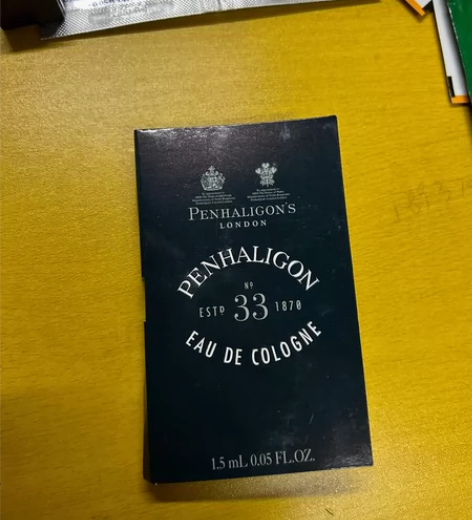 PENHALIGON'S
LONDON
PENHALIGON
Nº
ESTD 33 1870
EAU DE COLOGNE
1.5 mL 0.05 FL.OZ.